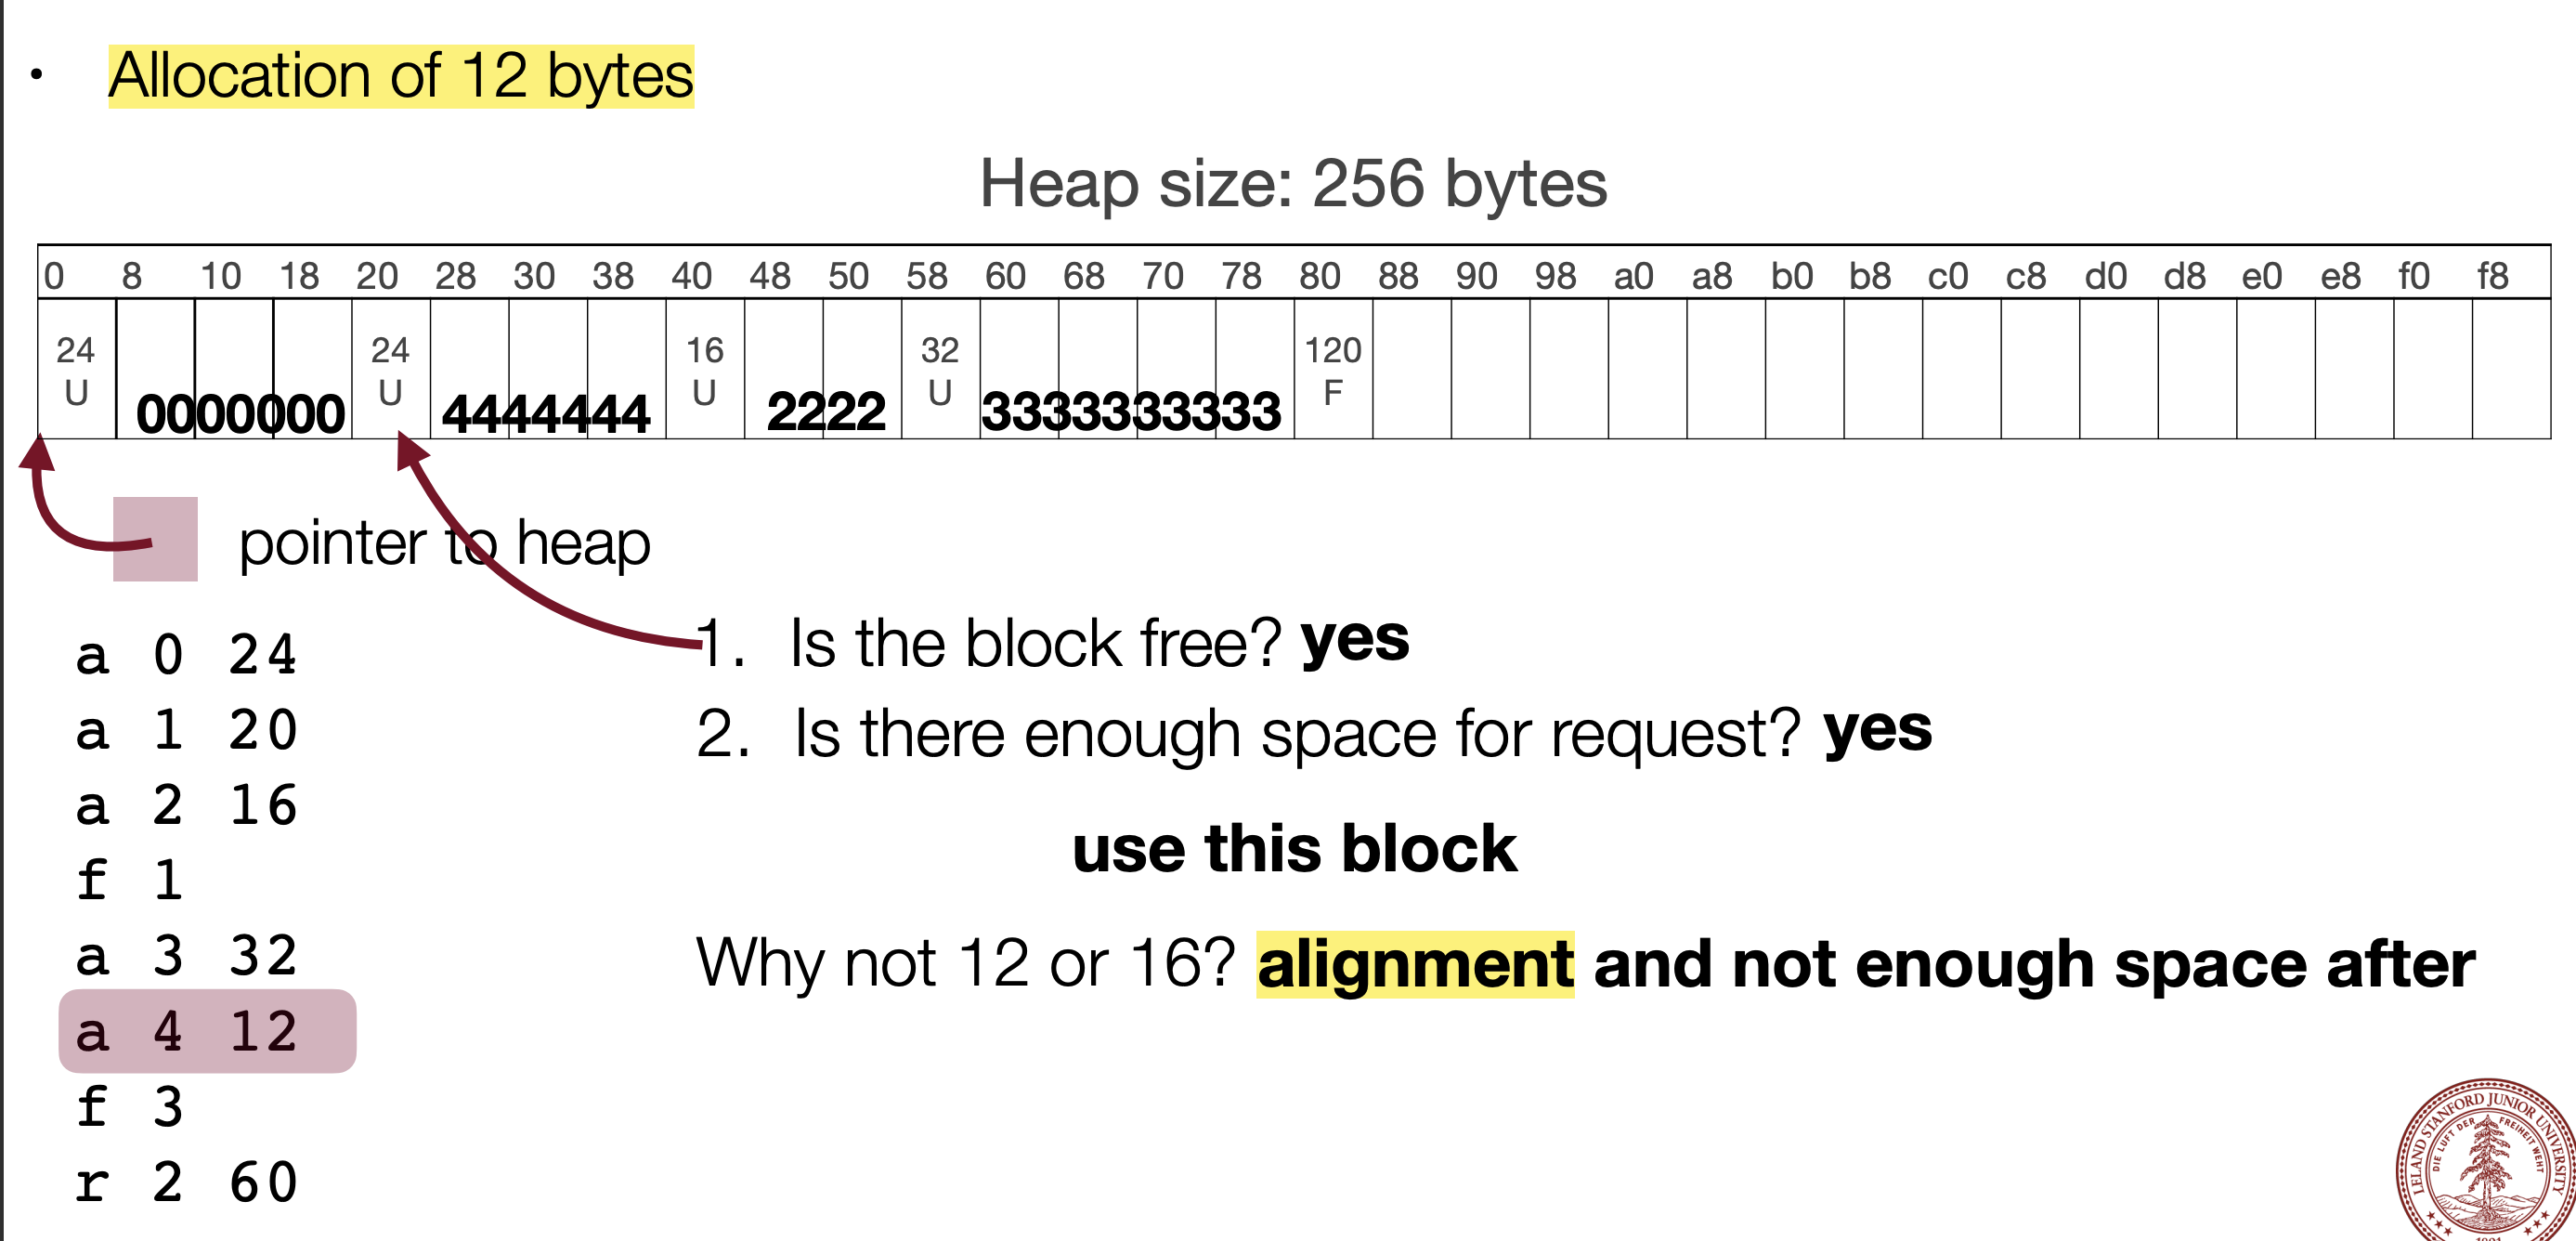 • Allocation of 12 bytes
Heap size: 256 bytes
0 8 10 18 20 28 30 38 40 48 50 58 60 68 70 78 80 88 90 98 a0 a8 b0 b8 c0 c8 d0 d8 e0 e8 f0 f8
24 24 16 32 120
U U U U F
0000000 4444444 2222 3333333333
pointer to heap
a 0 24
a 1 20
a 2 16
f 1
a 3 32
a 4 12
f 3
r 2 60
1. Is the block free? yes
2. Is there enough space for request? yes
use this block
Why not 12 or 16? alignment and not enough space after
LELAND STANFORD JUNIOR UNIVERSITY
DIE LUFT DER FREIHEIT WEHT
1891